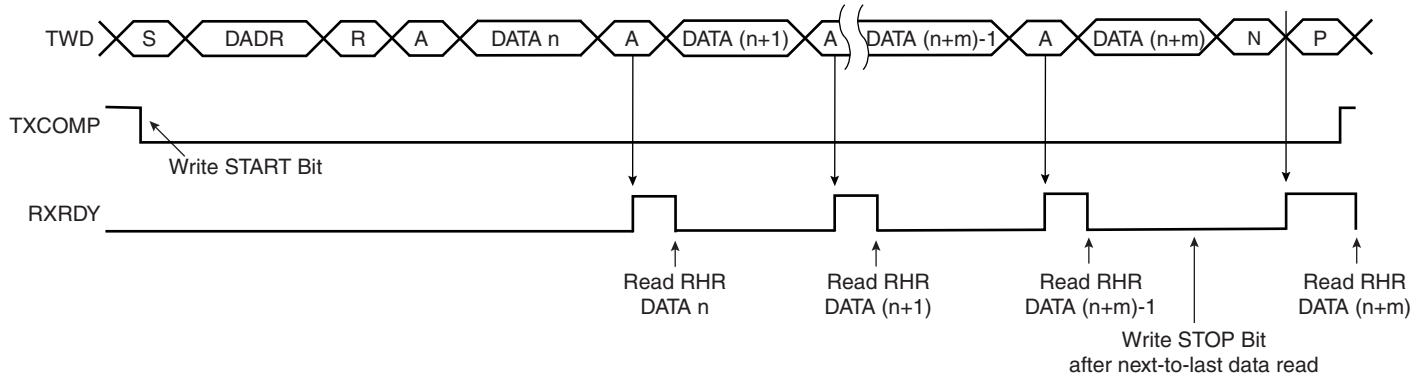 TWD S DADR R A DATA n A DATA (n+1) A DATA (n+m)-1 A DATA (n+m) N P
TXCOMP
Write START Bit
RXRDY
Read RHR Read RHR Read RHR Read RHR
DATA n DATA (n+1) DATA (n+m)-1 DATA (n+m)
Write STOP Bit
after next-to-last data read